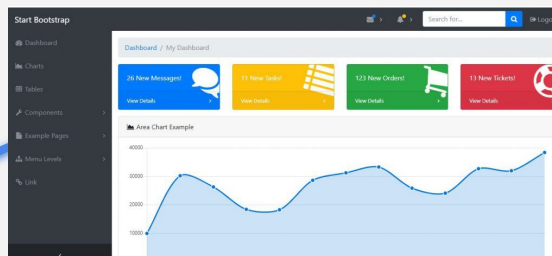 Start Bootstrap
Search for...
Logo
Dashboard
Charts
Tables
Components
Example Pages
Menu Levels
Link
Dashboard / My Dashboard
26 New Messages!
View Details
11 New Tasks!
View Details
123 New Orders!
View Details
13 New Tickets!
View Details
Area Chart Example
40000
30000
20000
10000